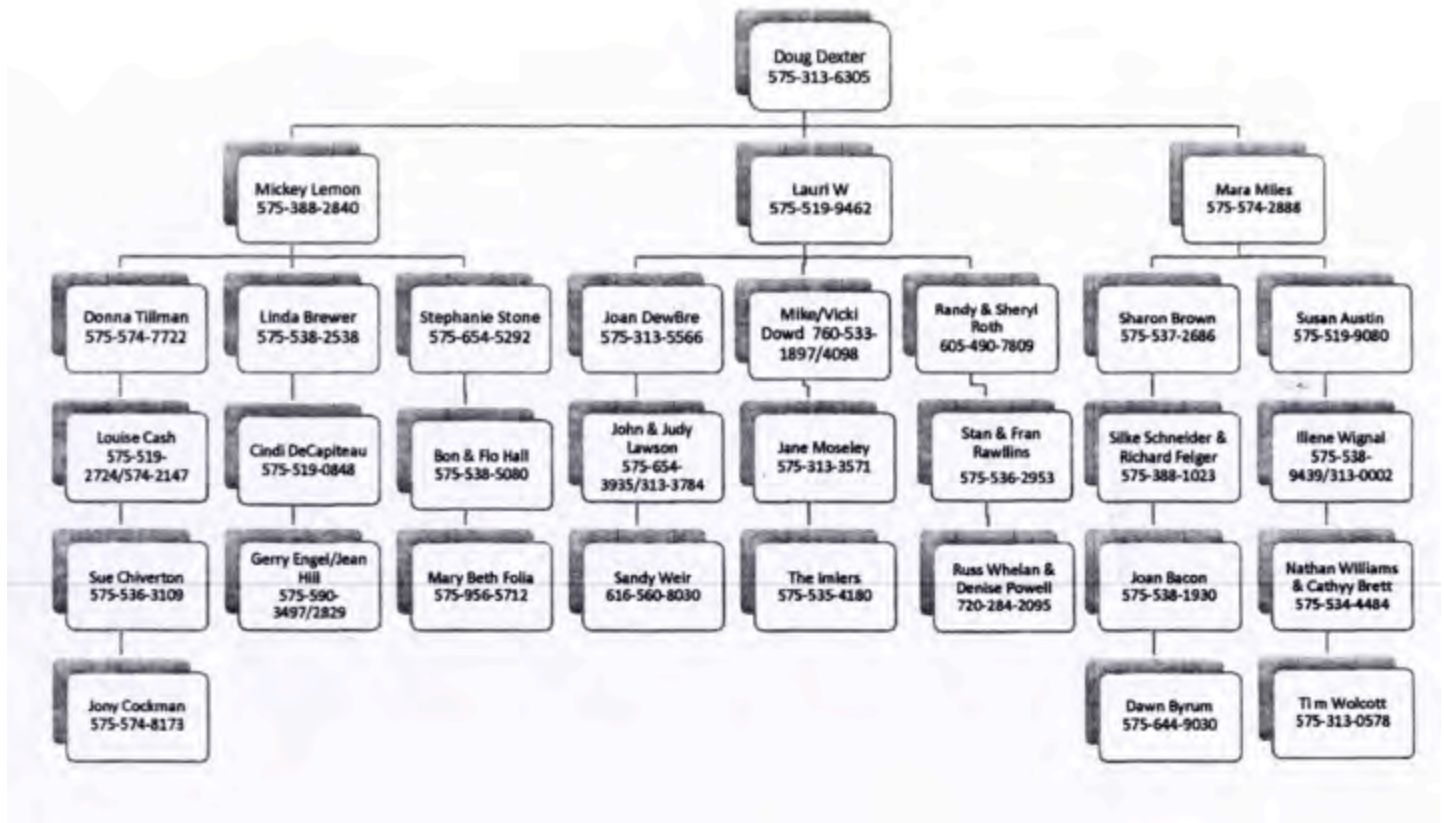 Doug Dexter
575-313-6305
Mickey Lemon
575-388-2840
Lauri W
575-519-9462
Mara Miles
575-574-2888
Donna Tillman
575-574-7722
Linda Brewer
575-538-2538
Stephanie Stone
575-654-5292
Joan DewBre
575-313-5566
Mike/Vicki
Dowd 760-533-
1897/4098
Randy & Sheryl
Roth
605-490-7809
Sharon Brown
575-537-2686
Susan Austin
575-519-9080
Louise Cash
575-519-
2724/574-2147
Cindi DeCapiteau
575-519-0848
Bon & Flo Hall
575-538-5080
John & Judy
Lawson
575-654-
3935/313-3784
Jane Moseley
575-313-3571
Stan & Fran
Rawllins
575-536-2953
Silke Schneider &
Richard Felger
575-388-1023
Illene Wignal
575-538-
9439/313-0002
Sue Chiverton
575-536-3109
Gerry Engel/Jean
Hill
575-590-
3497/2829
Mary Beth Folia
575-956-5712
Sandy Weir
616-560-8030
The Imlers
575-535-4180
Russ Whelan &
Denise Powell
720-284-2095
Joan Bacon
575-538-1930
Nathan Williams
& Cathyy Brett
575-534-4484
Jony Cockman
575-574-8173
Dawn Byrum
575-644-9030
Ti m Wolcott
575-313-0578